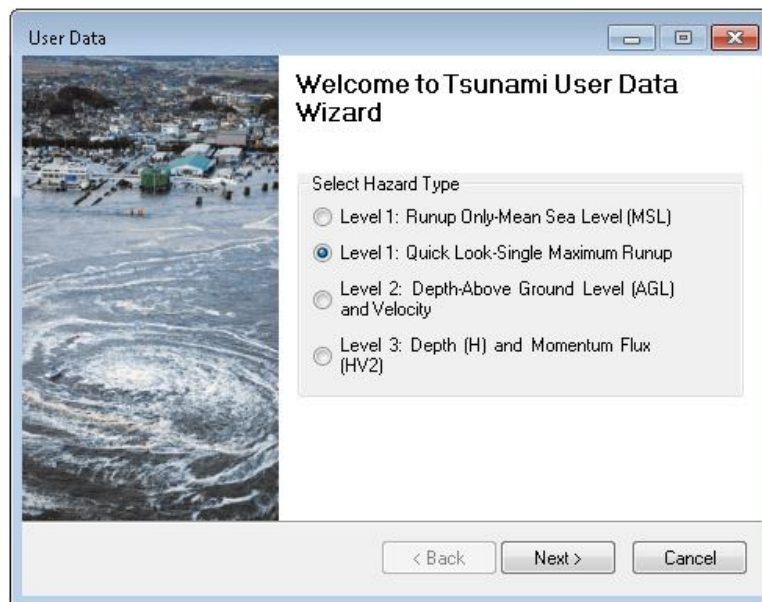 User Data
Welcome to Tsunami User Data
Wizard
Select Hazard Type
Level 1: Runup Only-Mean Sea Level (MSL)
Level 1: Quick Look-Single Maximum Runup
Level 2: Depth-Above Ground Level (AGL)
and Velocity
Level 3: Depth (H) and Momentum Flux
(HV2)
< Back
Next >
Cancel